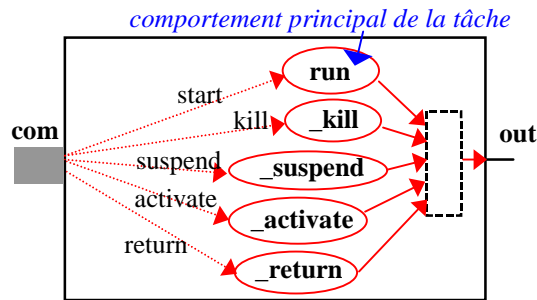 comportement principal de la tâche
run
start
kill
_kill
com
out
suspend
_suspend
activate
_activate
return
_return